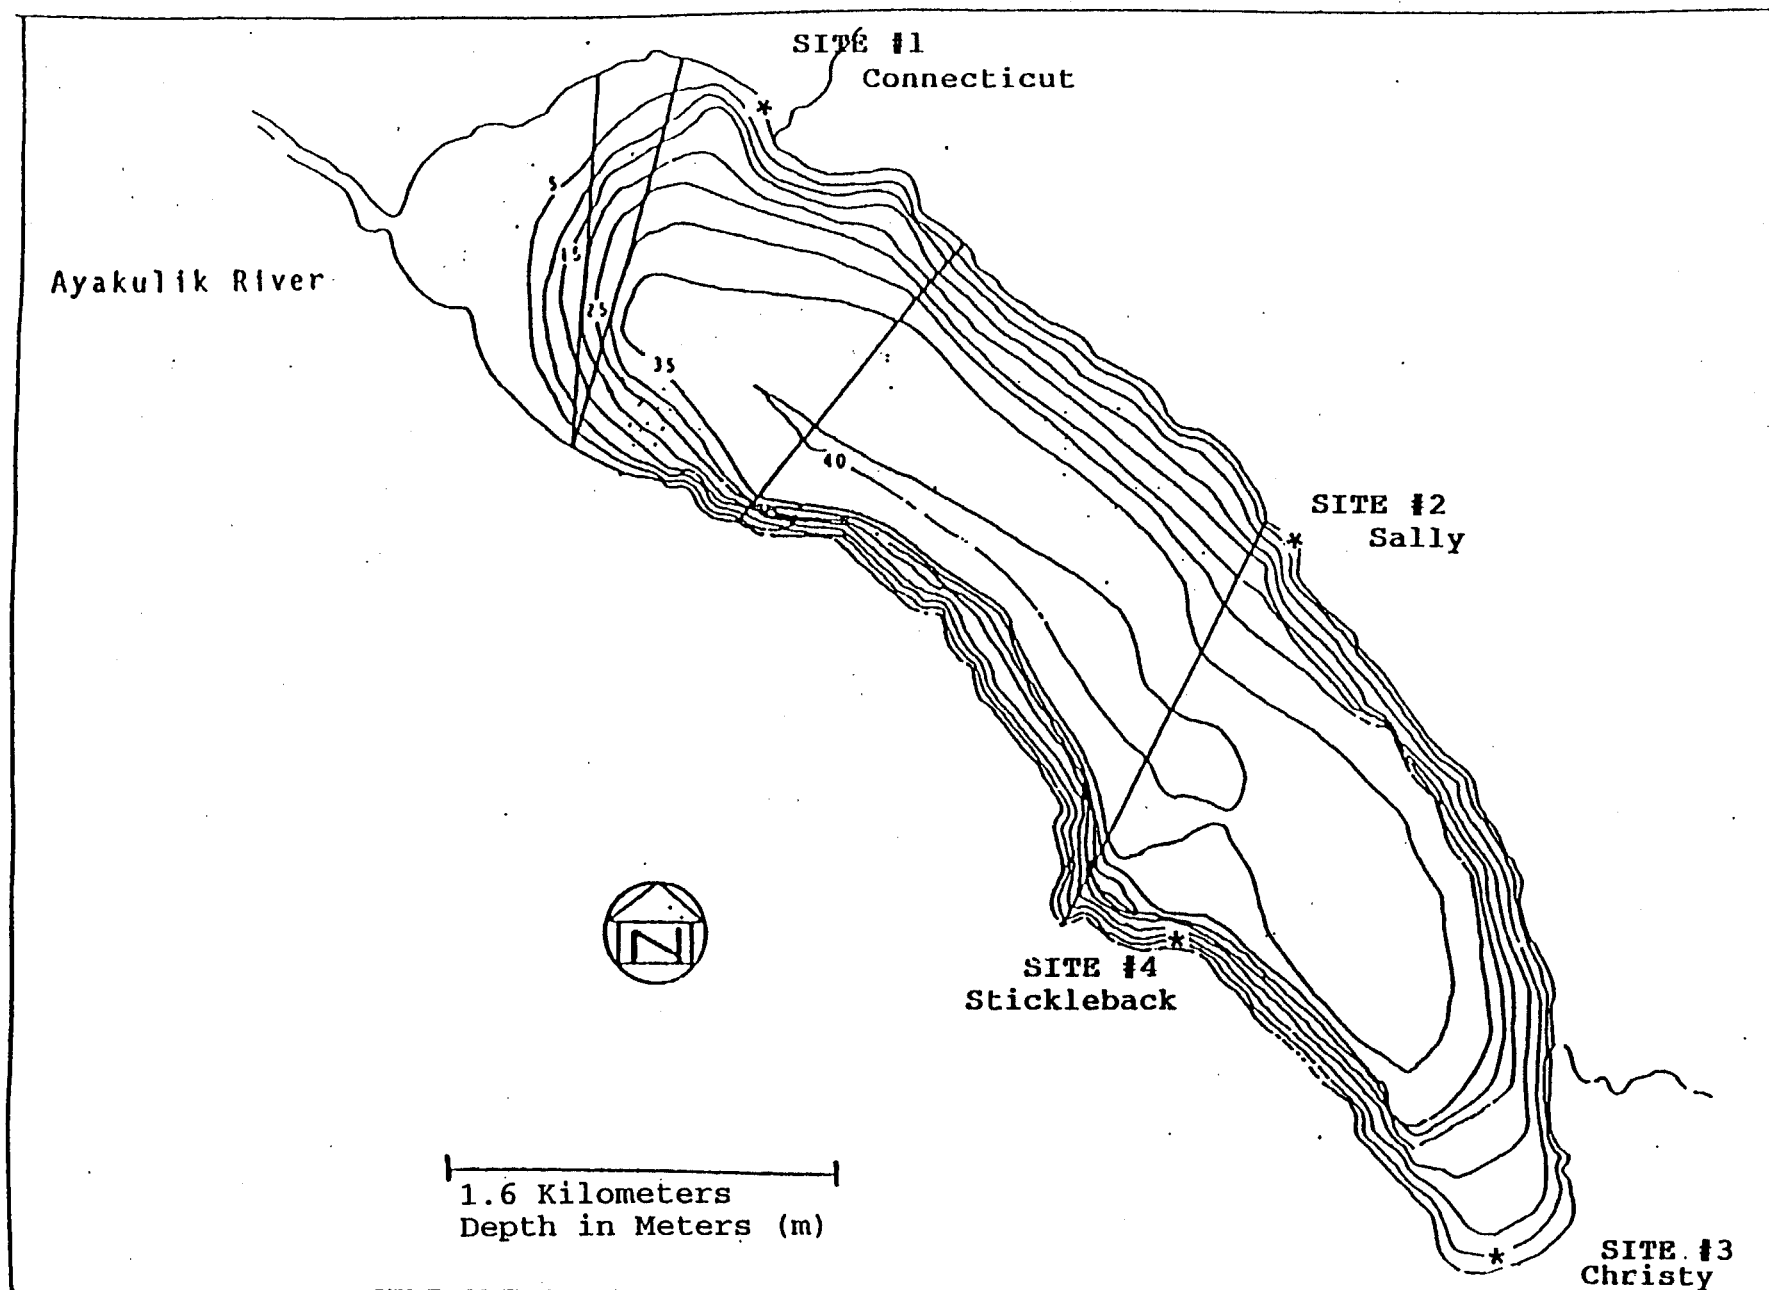 SITE #1
Connecticut
5
15
Ayakulik River
25
35
40
SITE #2
Sally
N
SITE #4
Stickleback
1.6 Kilometers
Depth in Meters (m)
SITE #3
Christy